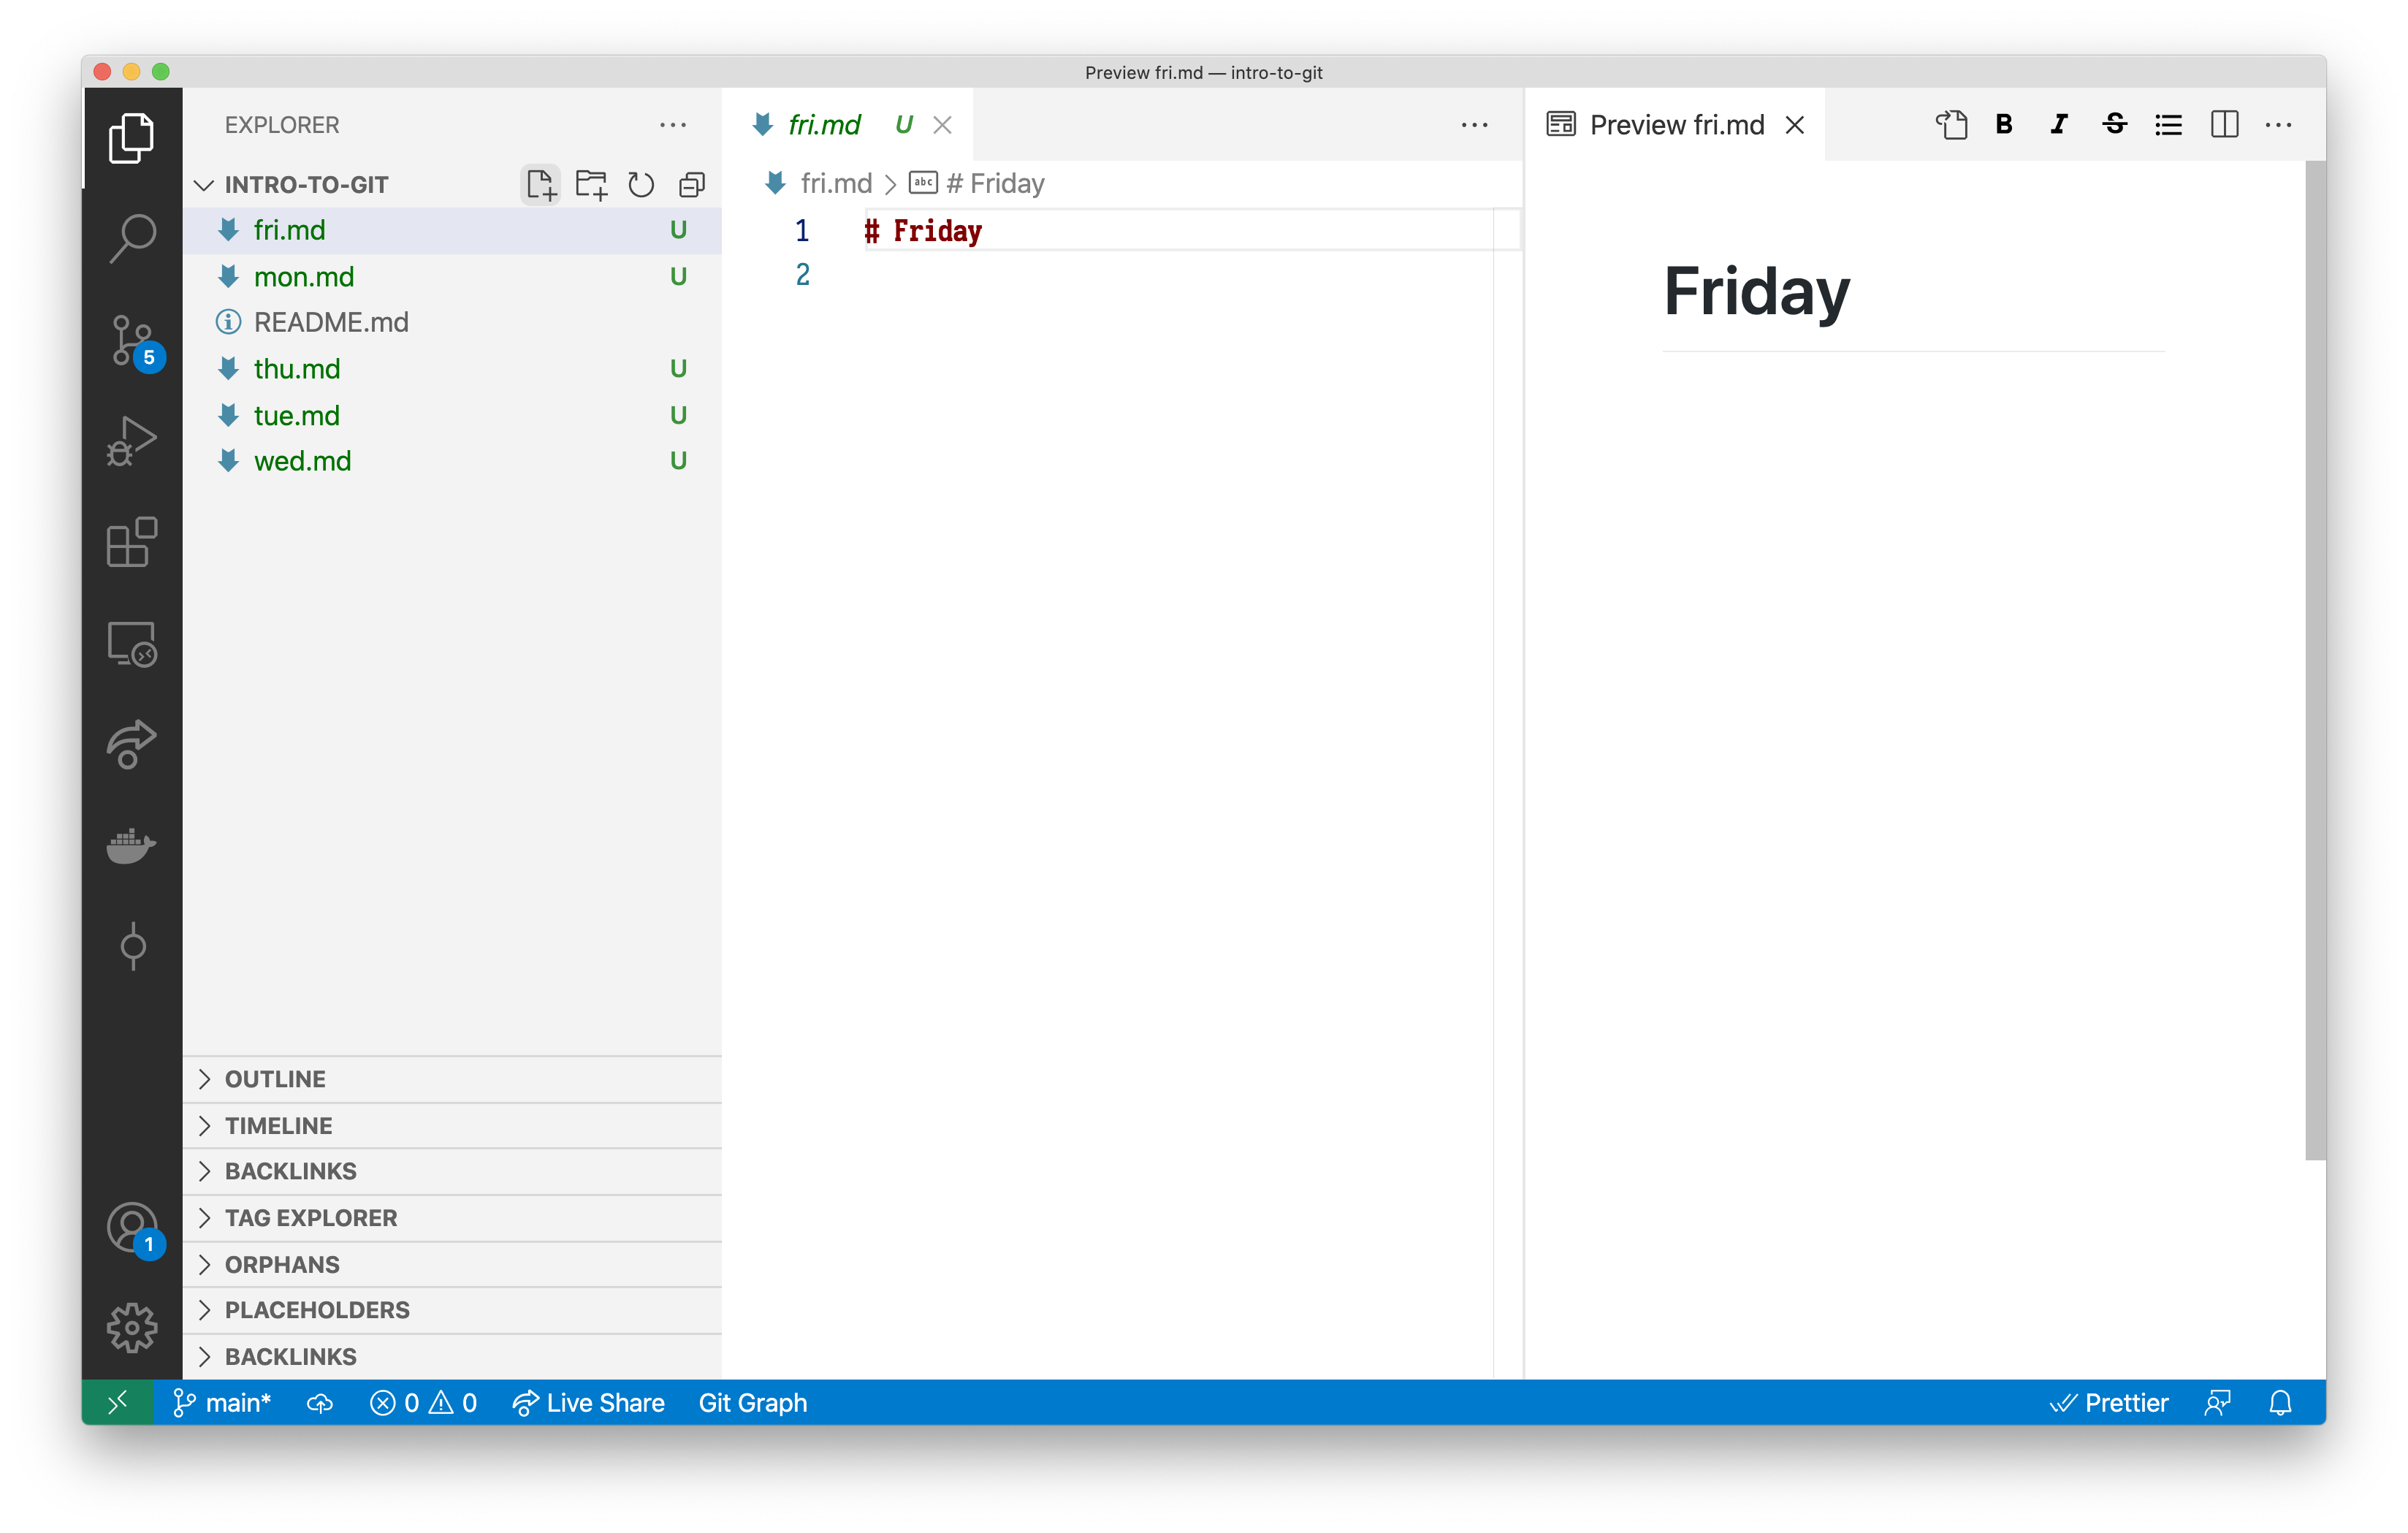 Preview fri.md — intro-to-git
EXPLORER
INTRO-TO-GIT
fri.md U
mon.md U
README.md
thu.md U
tue.md U
wed.md U
OUTLINE
TIMELINE
BACKLINKS
TAG EXPLORER
ORPHANS
PLACEHOLDERS
BACKLINKS
5
1
fri.md U
fri.md > abc # Friday
1 # Friday
2
Preview fri.md
B I S
Friday
main* 0 0 Live Share Git Graph
Prettier